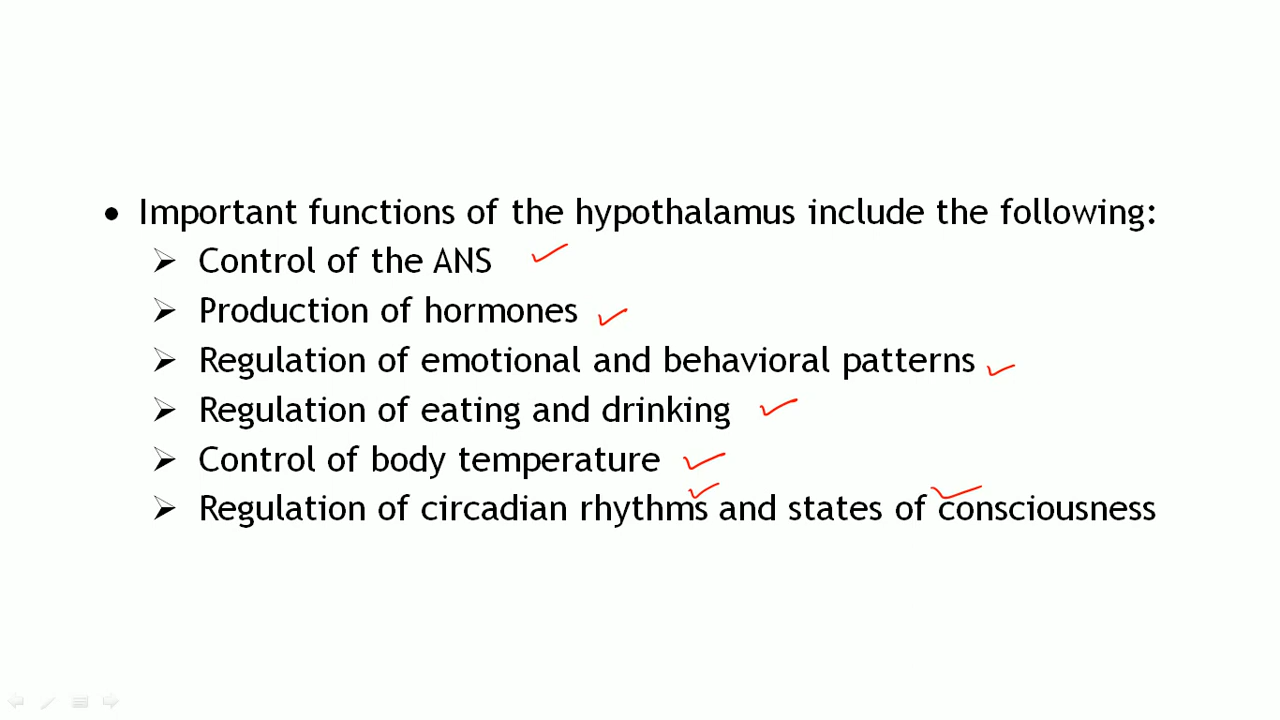 • Important functions of the hypothalamus include the following:
➢ Control of the ANS
➢ Production of hormones
➢ Regulation of emotional and behavioral patterns
➢ Regulation of eating and drinking
➢ Control of body temperature
➢ Regulation of circadian rhythms and states of consciousness